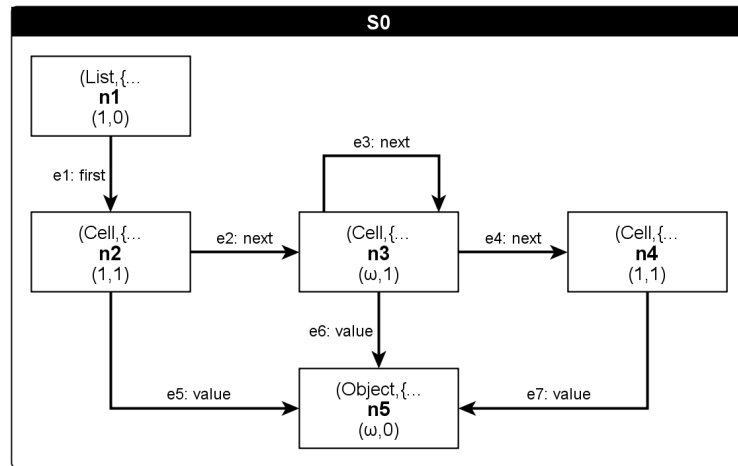 S0
(List,{...
n1
(1,0)
e1: first
e3: next
(Cell,{...
n2
(1,1)
e2: next
(Cell,{...
n3
(ω,1)
e4: next
(Cell,{...
n4
(1,1)
e6: value
e5: value
(Object,{...
n5
(ω,0)
e7: value